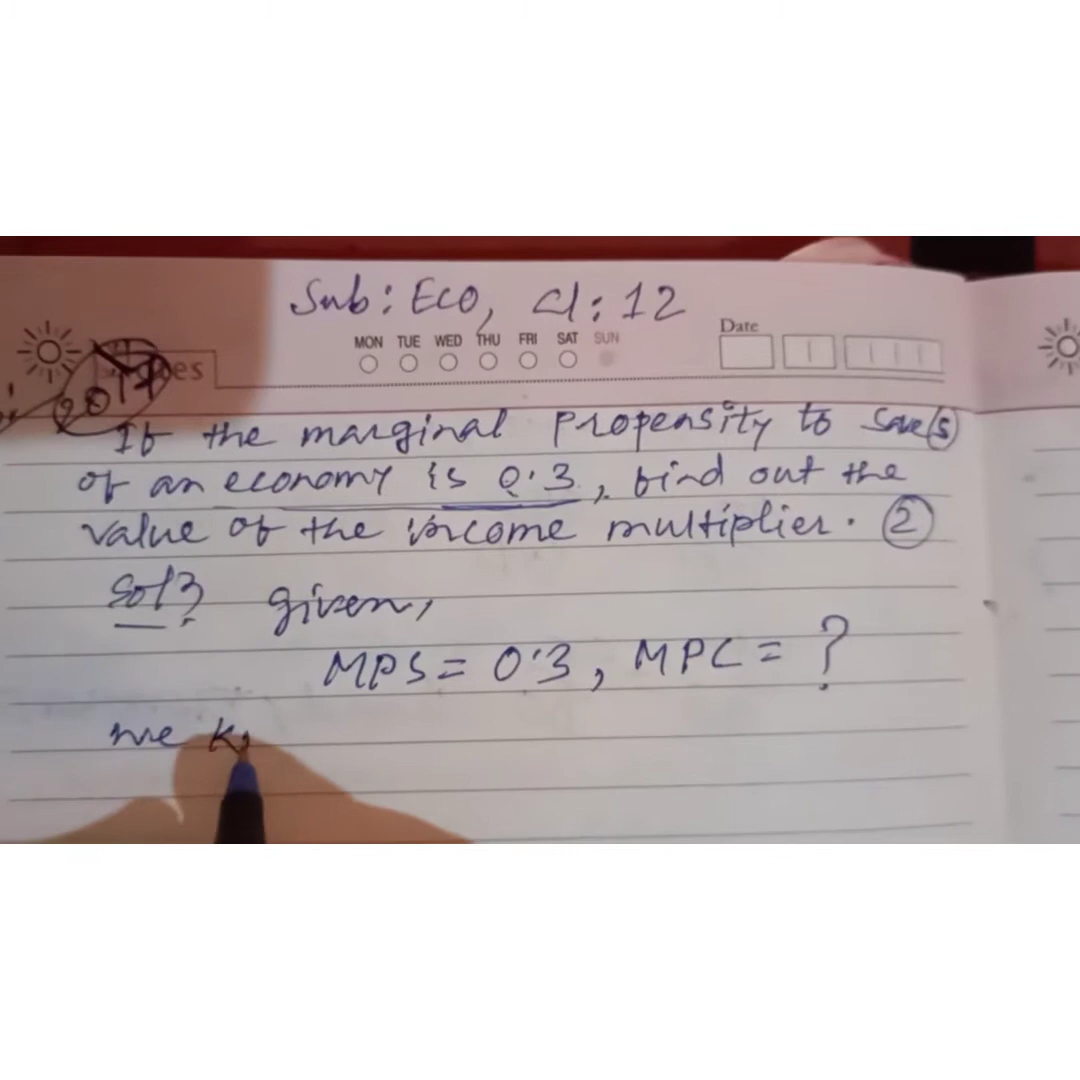 Sub: Eco, Cl: 12
MON TUE WED THU FRI SAT SUN
Date
2017
If the marginal Propensity to Save(s)
of an economy is 0.3, find out the
value of the income multiplier. (2)
Soln given,
MPS = 0.3, MPC = ?
we